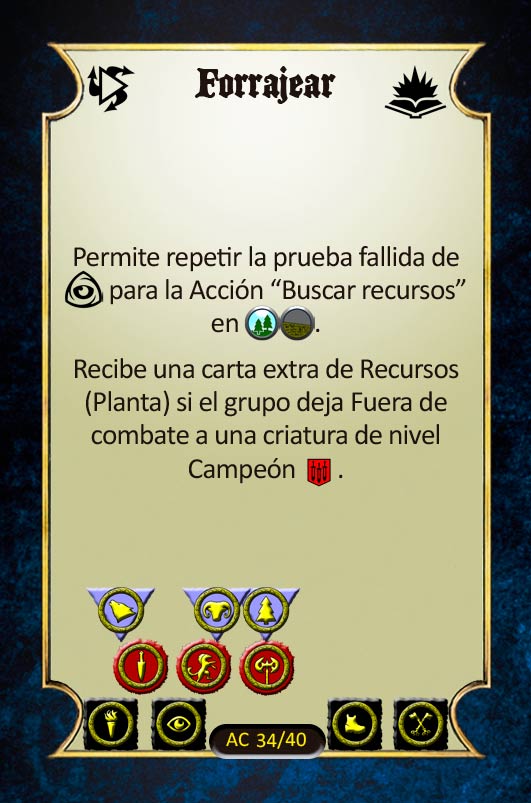 Forrajear
Permite repetir la prueba fallida de
para la Acción “Buscar recursos”
en .
Recibe una carta extra de Recursos
(Planta) si el grupo deja Fuera de
combate a una criatura de nivel
Campeón .
AC 34/40